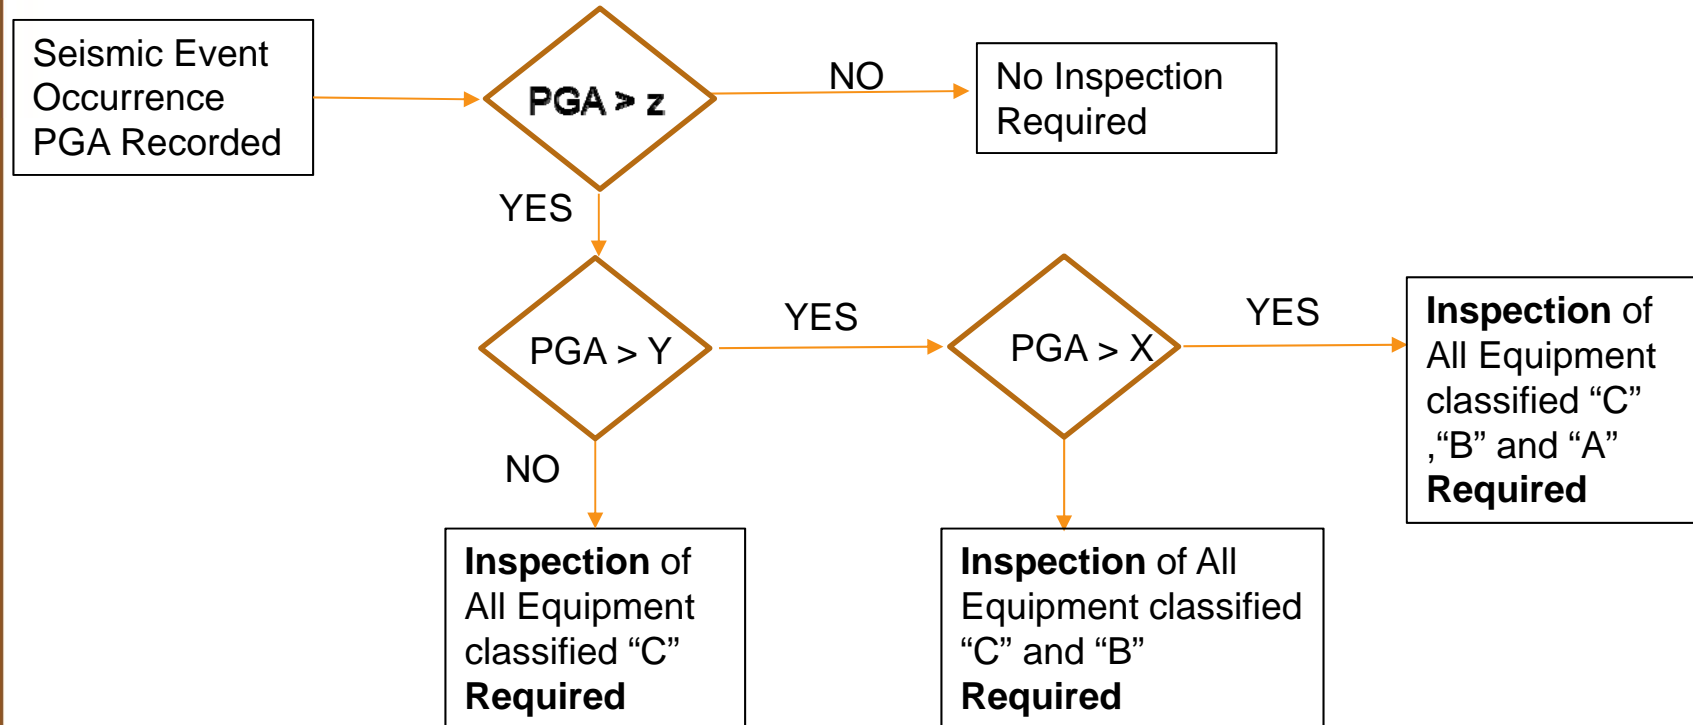 Seismic Event
Occurrence
PGA Recorded
PGA > z
NO
No Inspection
Required
YES
PGA > Y
YES
PGA > X
YES
Inspection of
All Equipment
classified “C”
,“B” and “A”
Required
NO
Inspection of
All Equipment
classified “C”
Required
Inspection of All
Equipment classified
“C” and “B”
Required